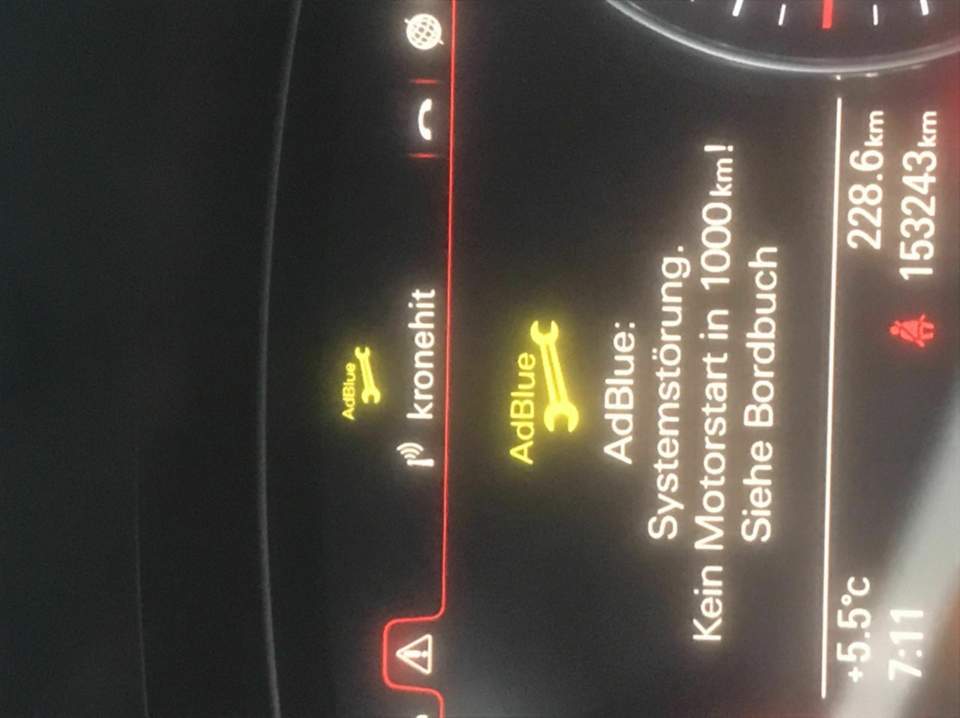 kronehit
AdBlue
AdBlue
AdBlue:
Systemstörung.
Kein Motorstart in 1000km!
Siehe Bordbuch
+5.5°C 228.6km
7:11 153243km